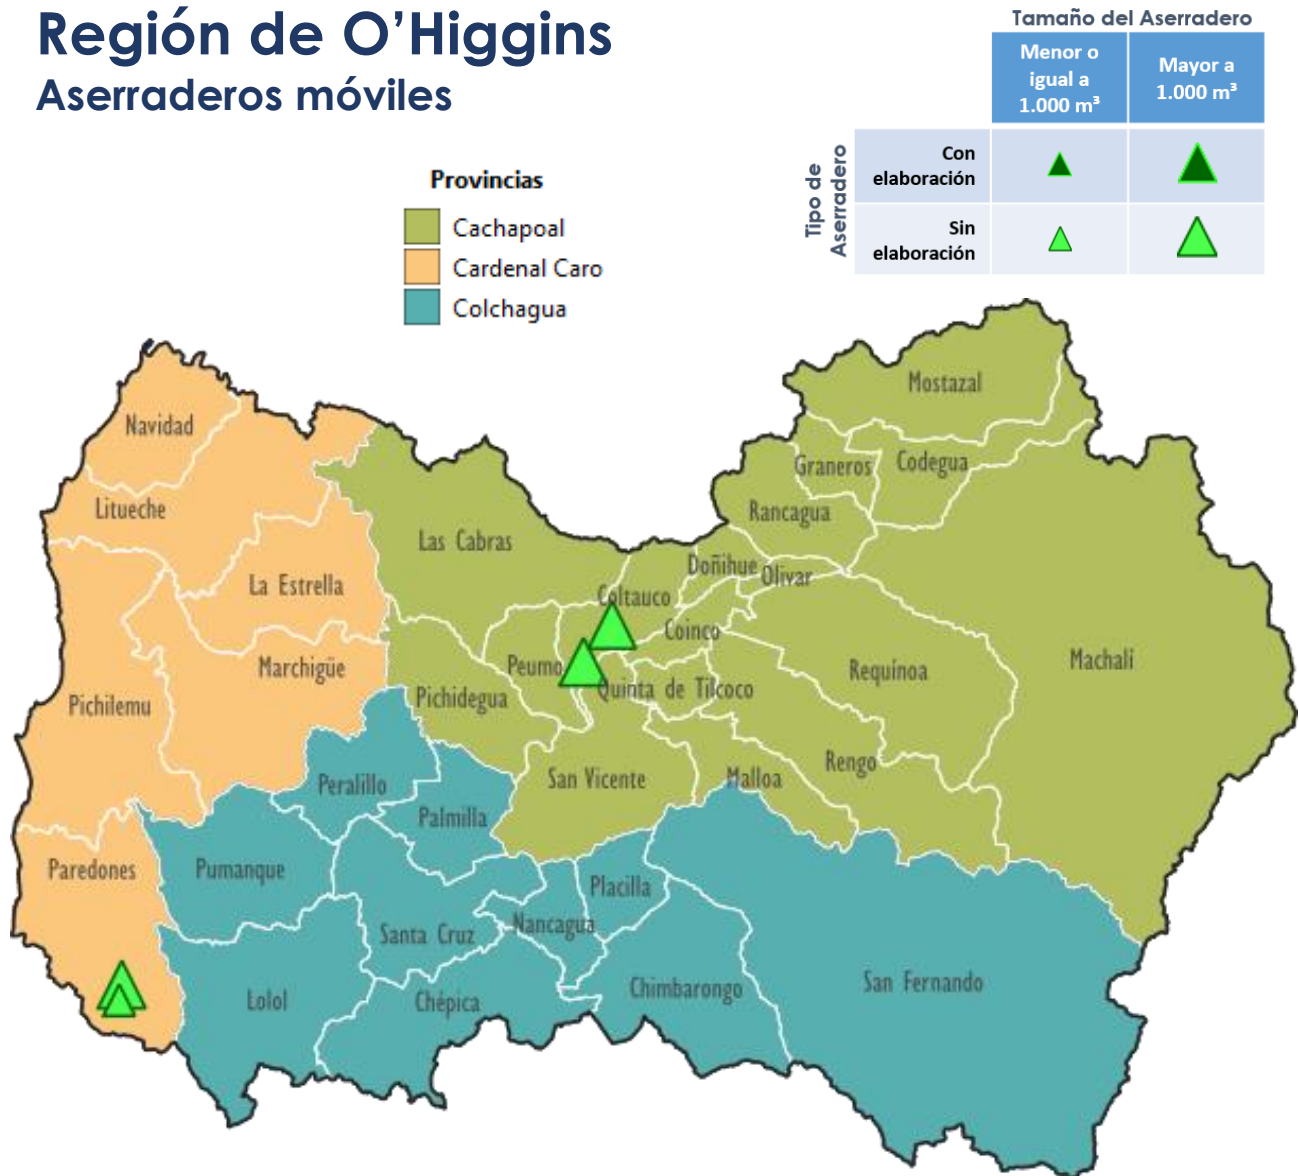 Región de O’Higgins
Aserraderos móviles
Tamaño del Aserradero
Menor o
igual a
1.000 m³
Mayor a
1.000 m³
Tipo de
Aserradero
Con
elaboración
Sin
elaboración
Provincias
Cachapoal
Cardenal Caro
Colchagua
Mostazal
Navidad
Graneros
Codegua
Litueche
Rancagua
Las Cabras
Doñihue
Olivar
La Estrella
Coltauco
Coinco
Marchigüe
Peumo
Requinoa
Machalí
Pichilemu
Pichidegua
Quinta de Tilcoco
Peralillo
San Vicente
Malloa
Rengo
Palmilla
Paredones
Pumanque
Placilla
Santa Cruz
Nancagua
Lolol
Chépica
Chimbarongo
San Fernando